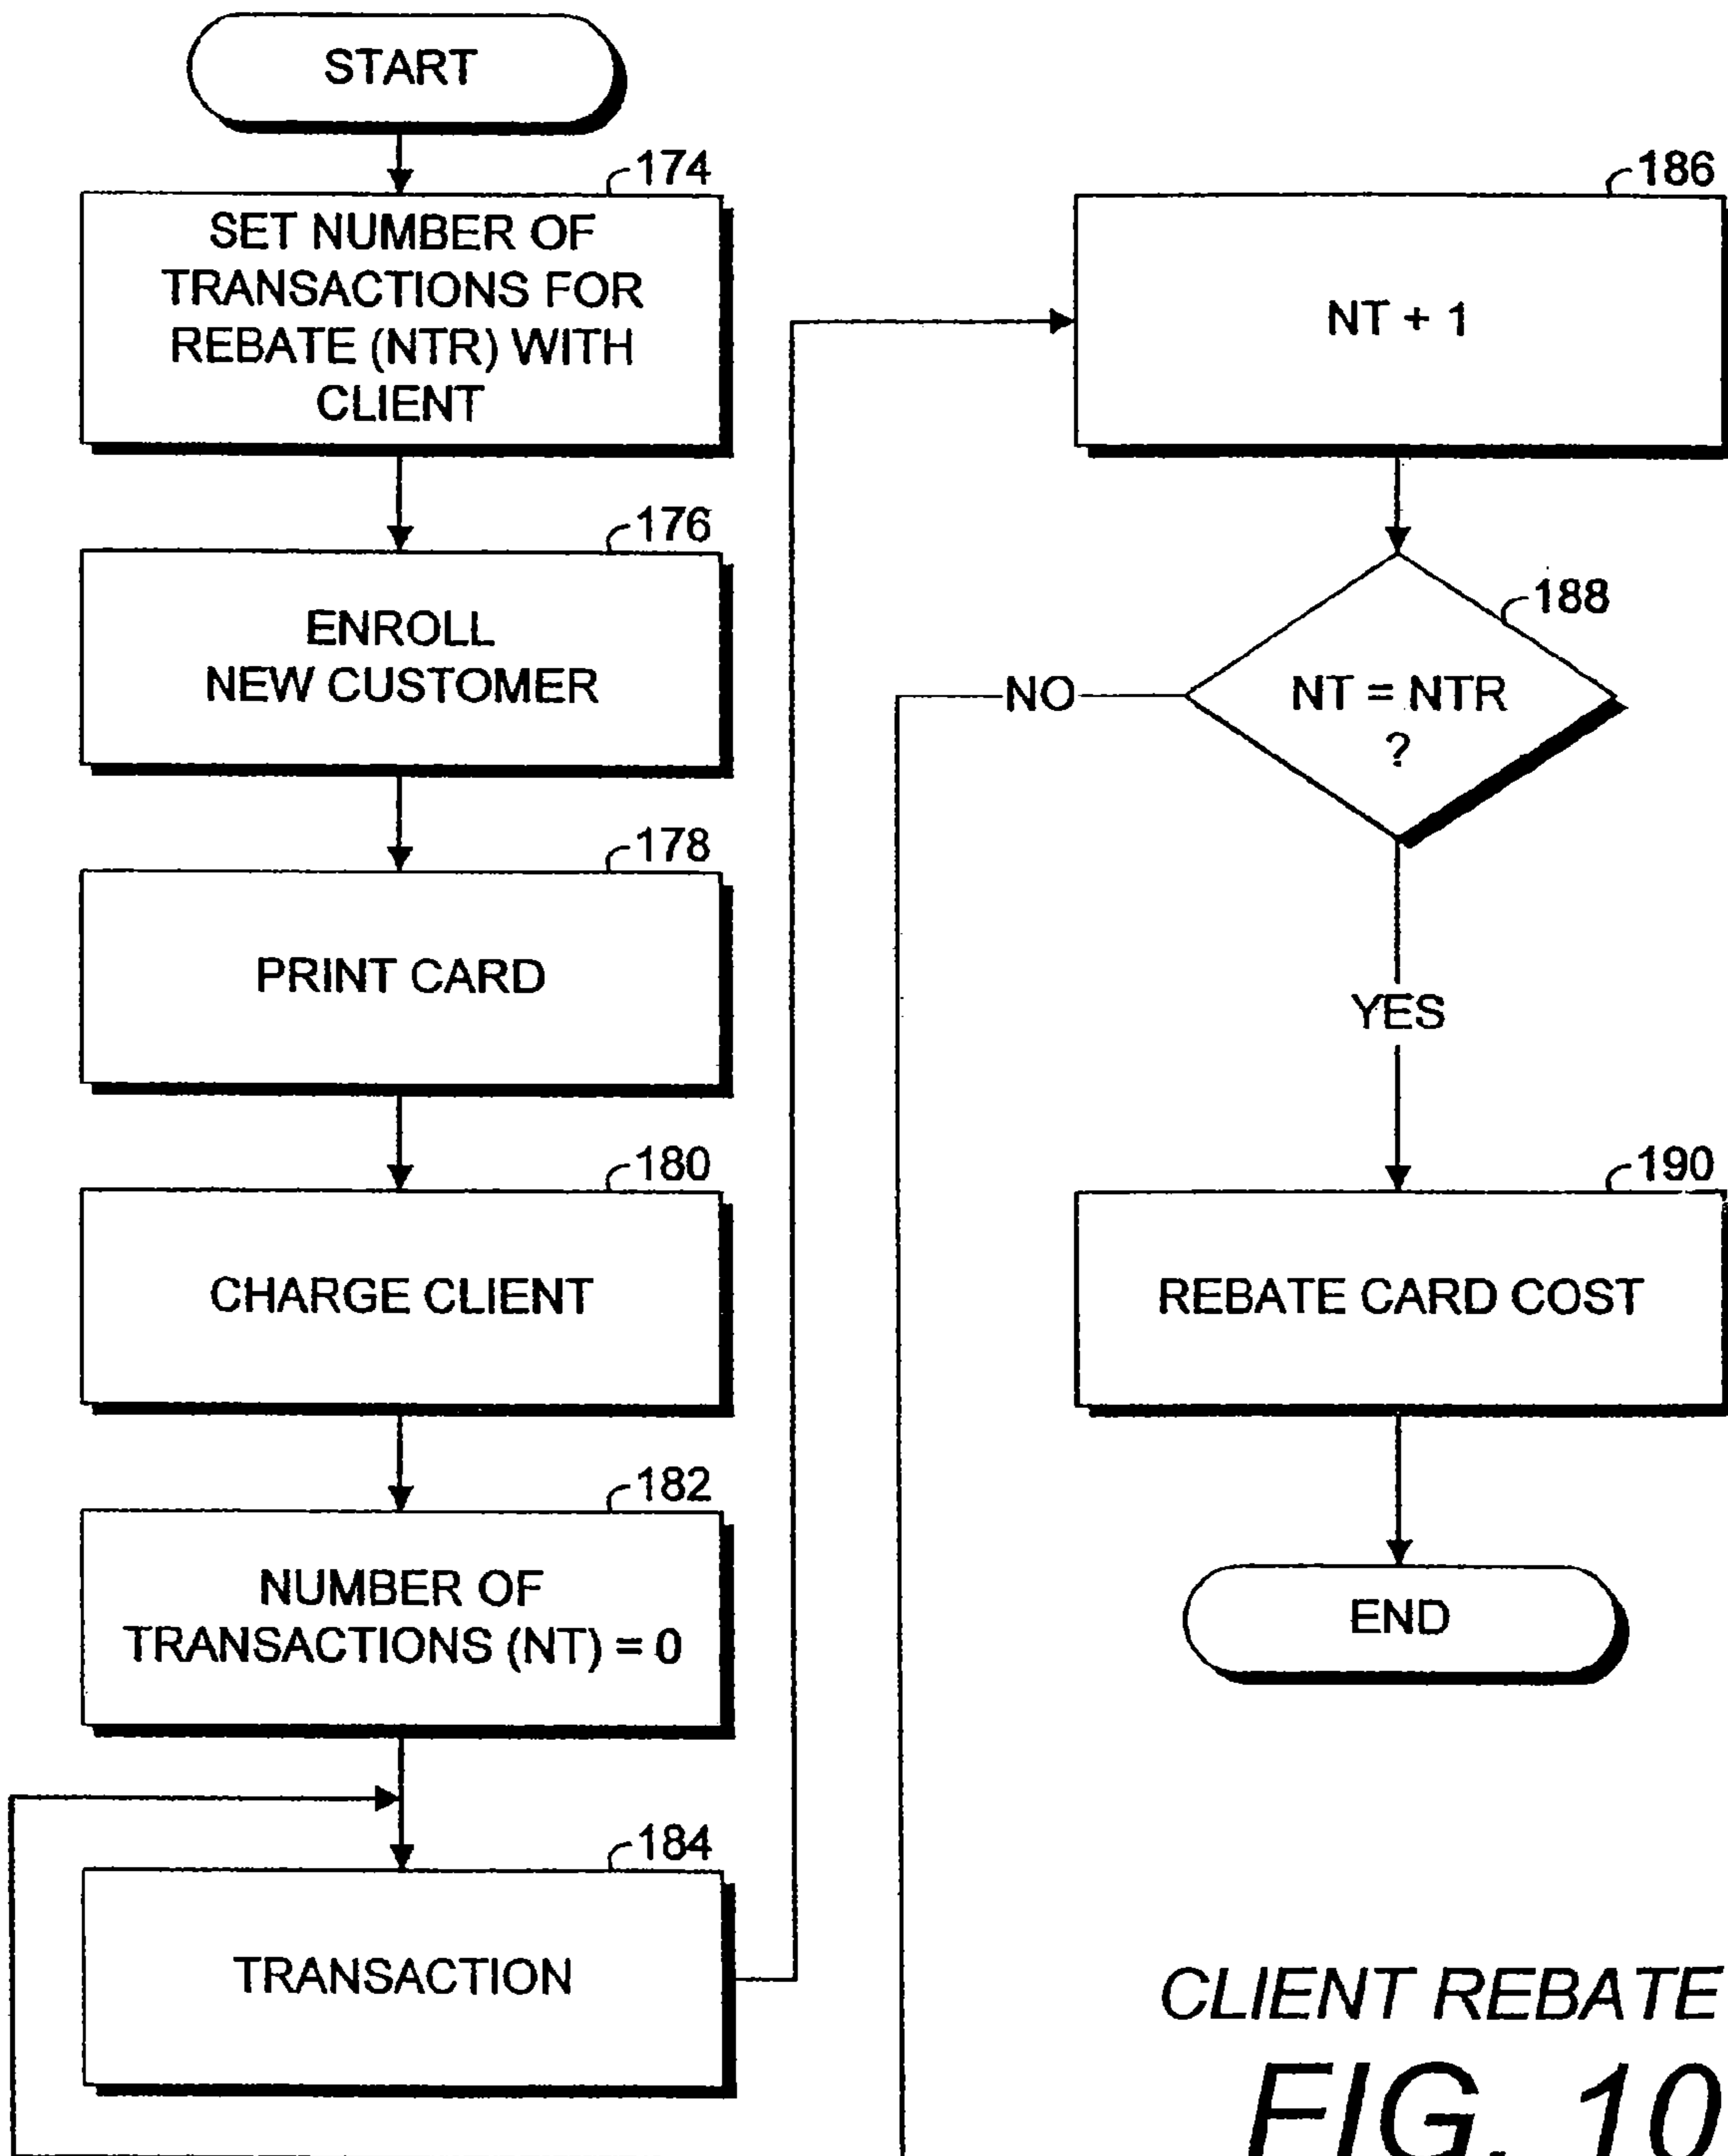 START
174
SET NUMBER OF
TRANSACTIONS FOR
REBATE (NTR) WITH
CLIENT
176
ENROLL
NEW CUSTOMER
178
PRINT CARD
180
CHARGE CLIENT
182
NUMBER OF
TRANSACTIONS (NT) = 0
184
TRANSACTION
186
NT + 1
188
NT = NTR
?
NO
YES
190
REBATE CARD COST
END
CLIENT REBATE
FIG. 10